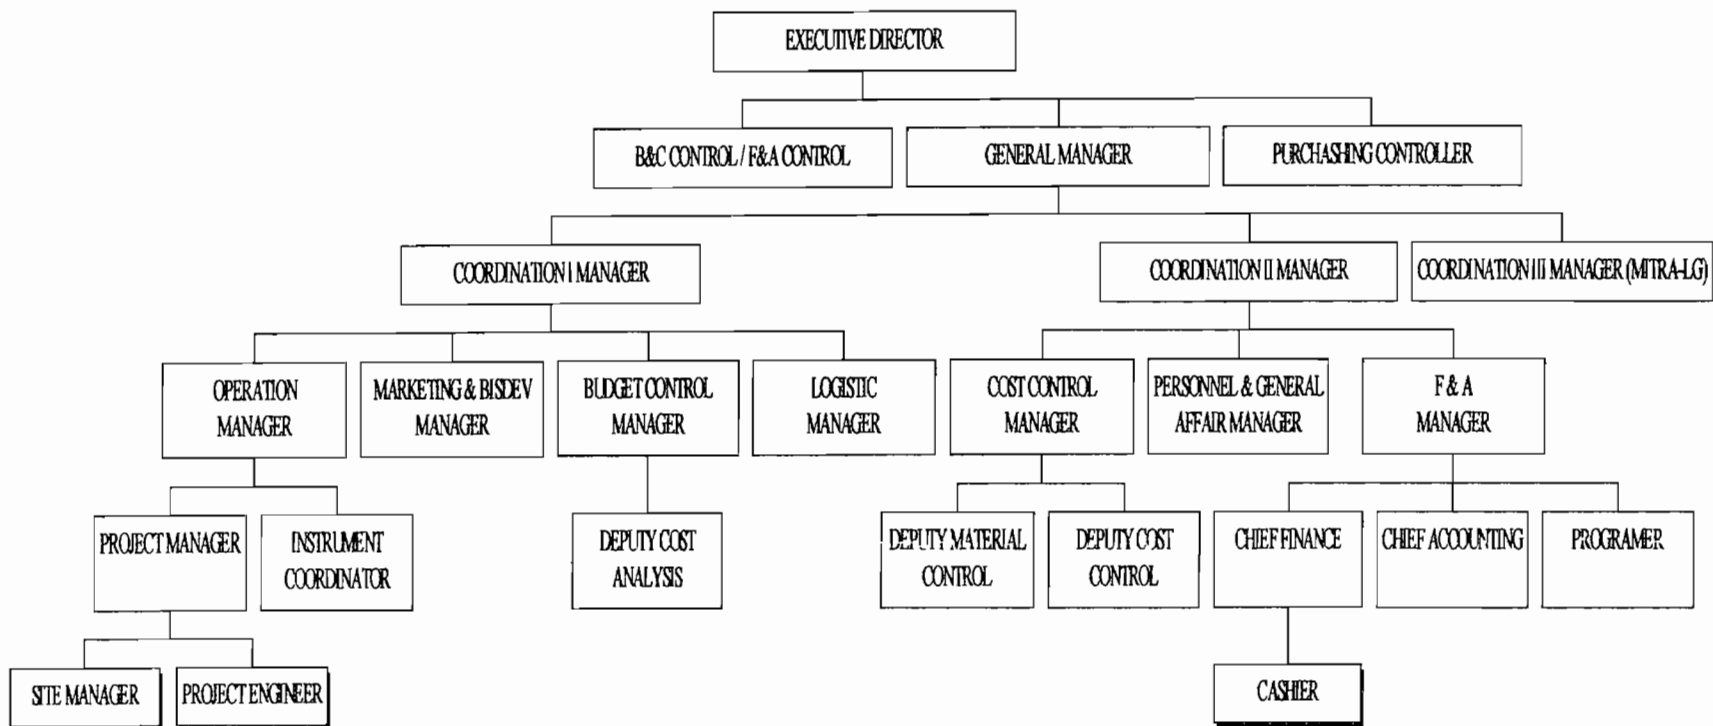 EXECUTIVE DIRECTOR
B&C CONTROL / F&A CONTROL
GENERAL MANAGER
PURCHASHING CONTROLLER
COORDINATION I MANAGER
COORDINATION II MANAGER
COORDINATION III MANAGER (MITRA-LG)
OPERATION
MANAGER
MARKETING & BISDEV
MANAGER
BUDGET CONTROL
MANAGER
LOGISTIC
MANAGER
COST CONTROL
MANAGER
PERSONNEL & GENERAL
AFFAIR MANAGER
F & A
MANAGER
PROJECT MANAGER
INSTRUMENT
COORDINATOR
DEPUTY COST
ANALYSIS
DEPUTY MATERIAL
CONTROL
DEPUTY COST
CONTROL
CHIEF FINANCE
CHIEF ACCOUNTING
PROGRAMER
SITE MANAGER
PROJECT ENGINEER
CASHIER